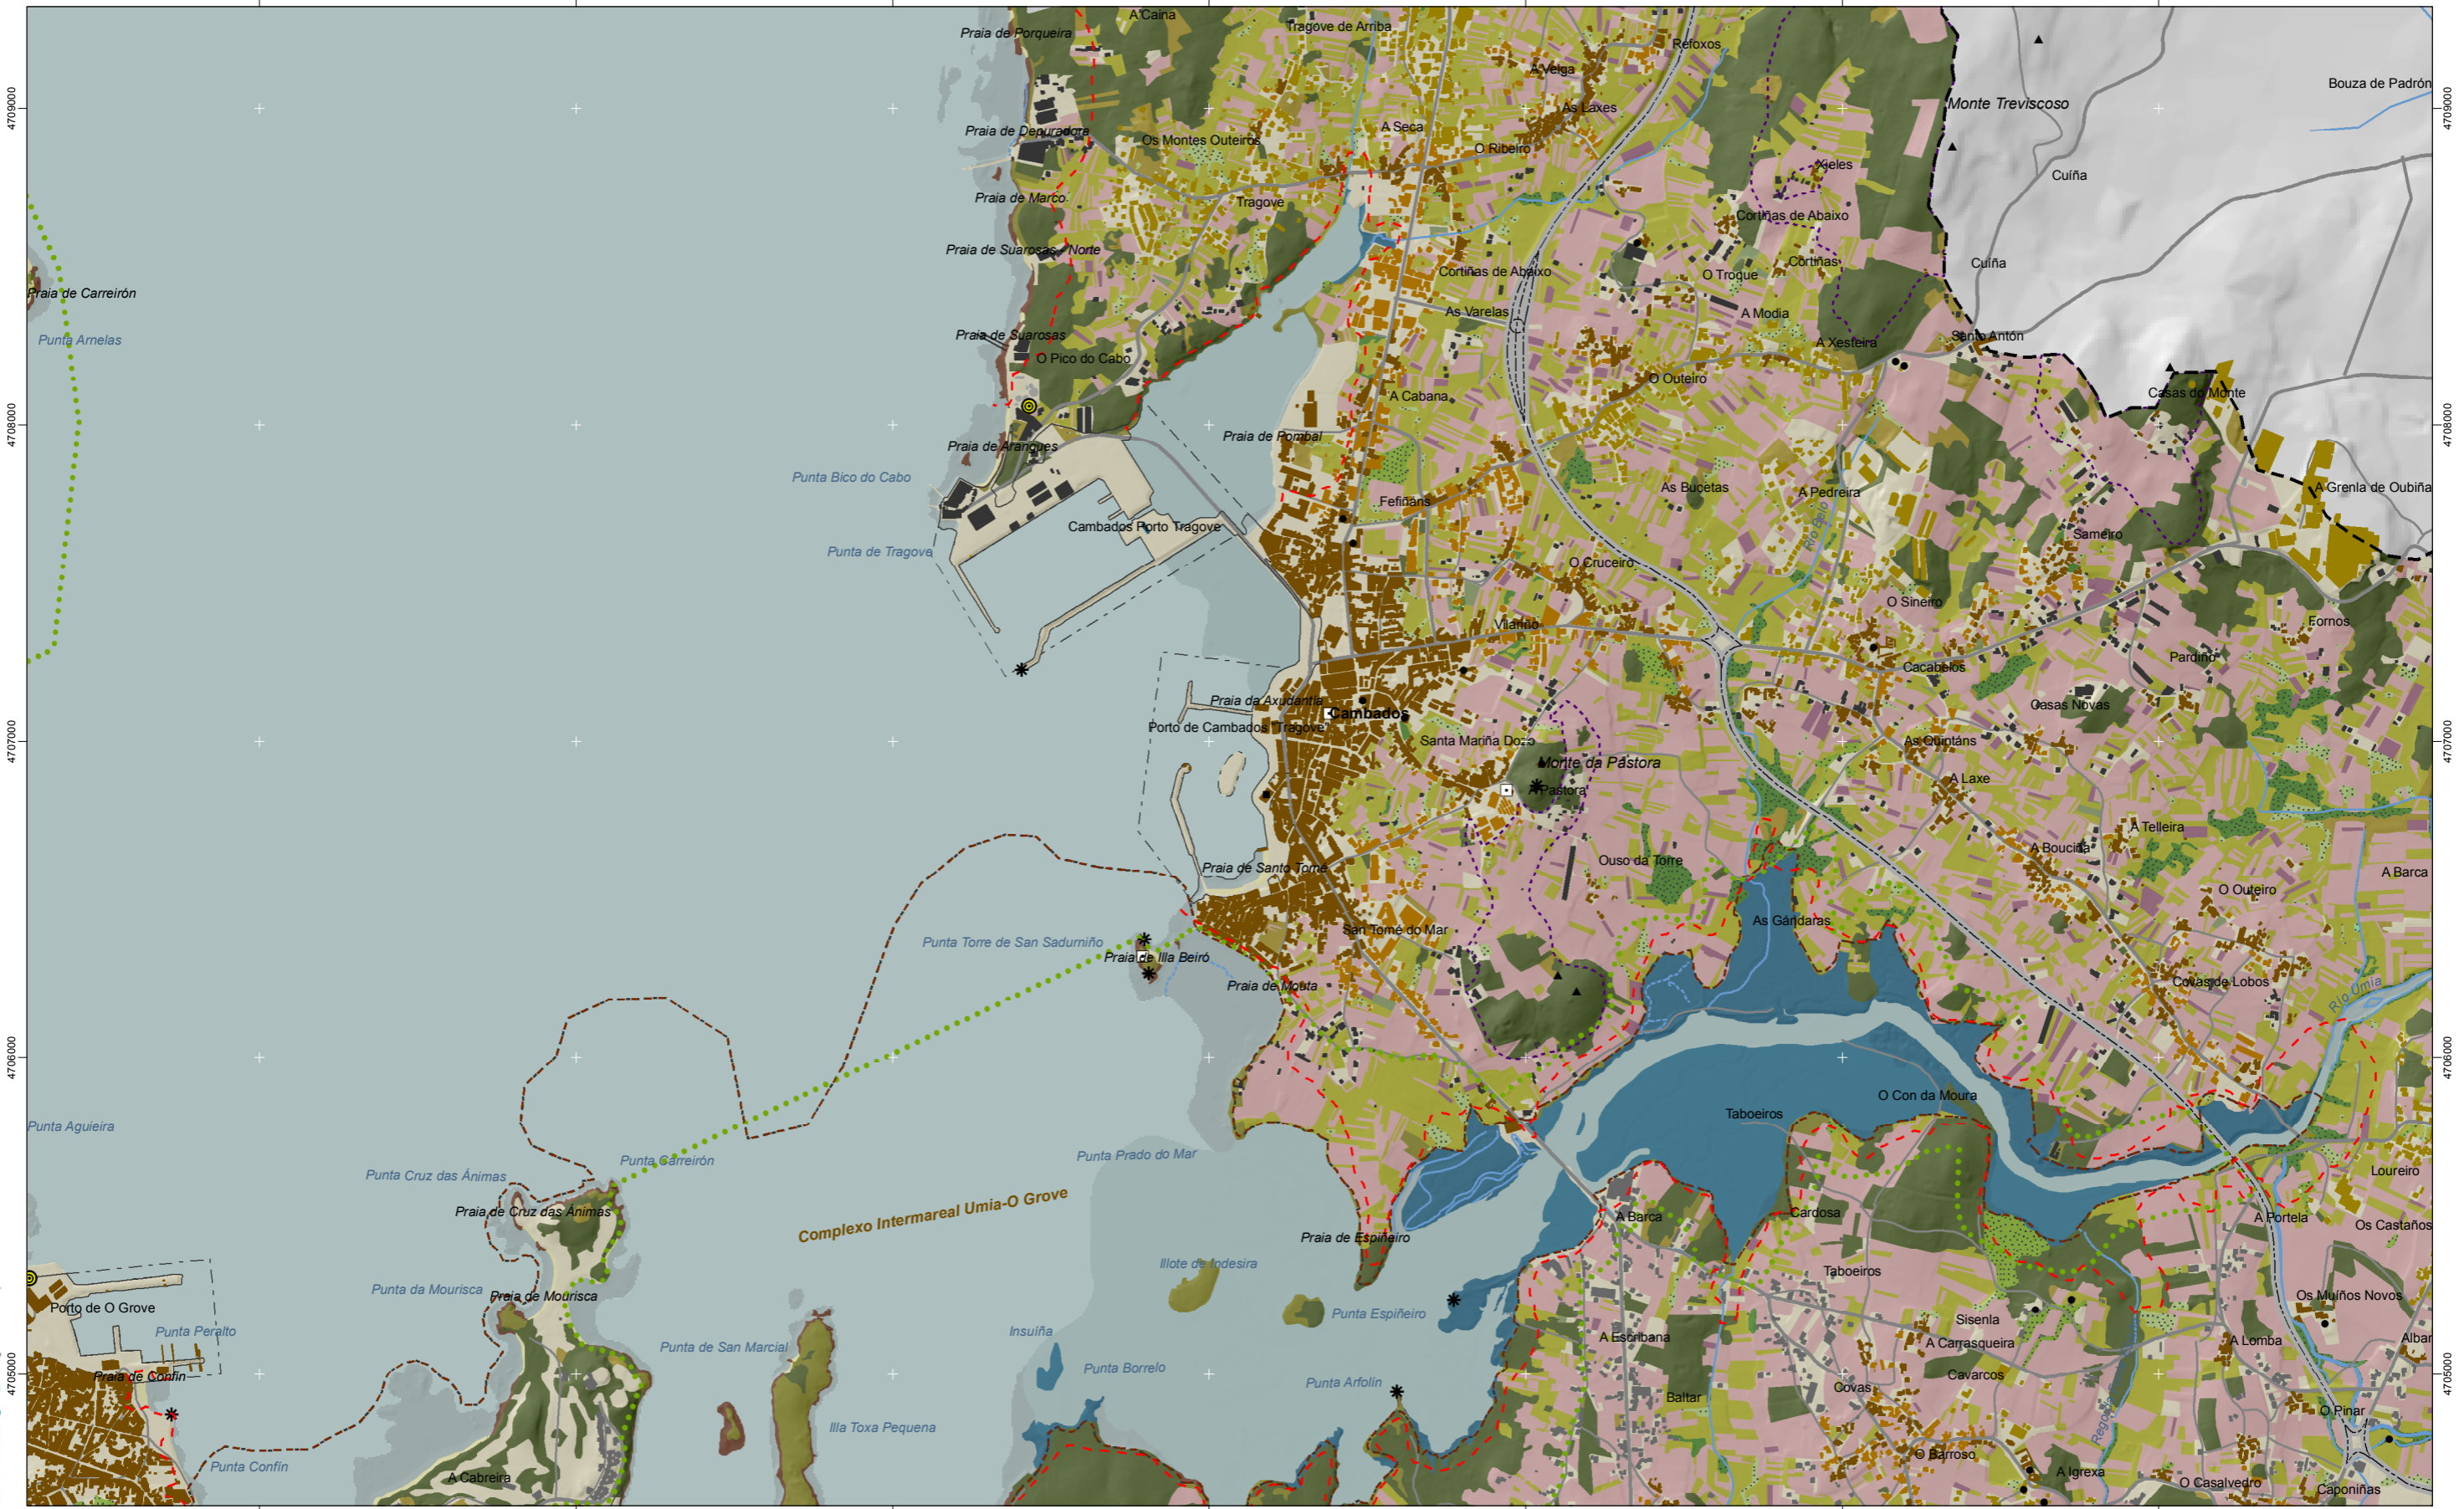 A Caina
Praia de Porqueira
Tragove de Arriba
Refoxos
A Veiga
Bouza de Padrón
4709000
4709000
Monte Treviscoso
As Laxes
A Seca
Praia de Depuradora
Os Montes Outeiros
O Ribeiro
Xieles
Cuíña
Praia de Marco
Tragove
Cortiñas de Abaixo
Praia de Suarosas - Norte
Cortiñas
Cuíña
Cortiñas de Abaixo
O Trogue
Praia de Carreirón
As Varelas
A Modia
Praia de Suarosas
Santo Antón
Punta Arnelas
A Xesteira
O Pico do Cabo
O Outeiro
Casas do Monte
A Cabana
4708000
4708000
Praia de Pombal
Praia de Arangues
Punta Bico do Cabo
As Bucetas
A Grenla de Oubiña
A Pedreira
Fefiñáns
Río Belo
Cambados Porto Tragove
Sameiro
Punta de Tragove
O Cruceiro
O Sineiro
Fornos
Vilariño
Pardiño
Cacabelos
Praia da Axudantía
Casas Novas
Cambados
Porto de Cambados "Tragove"
4707000
4707000
Santa Mariña Dozo
As Quintáns
Monte da Pastora
A Laxe
A Pastora
A Telleira
A Bouciña
Ouso da Torre
Praia de Santo Tomé
A Barca
O Outeiro
As Gándaras
San Tomé do Mar
Punta Torre de San Sadurniño
Praia de Illa Beiró
Covas de Lobos
Praia de Mouta
Río Umia
4706000
4706000
O Con da Moura
Taboeiros
Punta Aguieira
Punta Prado do Mar
Punta Carreirón
Loureiro
Punta Cruz das Ánimas
Complexo Intermareal Umia-O Grove
Praia de Cruz das Ánimas
Cardosa
A Barca
A Portela
Os Castaños
Praia de Espiñeiro
Illote de Indesira
Taboeiros
Punta da Mourisca
Praia de Mourisca
Os Muíños Novos
Porto de O Grove
Punta Espiñeiro
Sisenla
Punta Peralto
Insuíña
A Escribana
A Carrasqueira
A Lomba
Albar
Punta de San Marcial
Punta Borrelo
4705000
4705000
Praia de Confín
Cavarcos
Punta Arfolín
Covas
Baltar
O Pinar
Illa Toxa Pequena
O Barroso
Punta Confín
A Igrexa
A Cabreira
O Casalvedro
Caponiñas